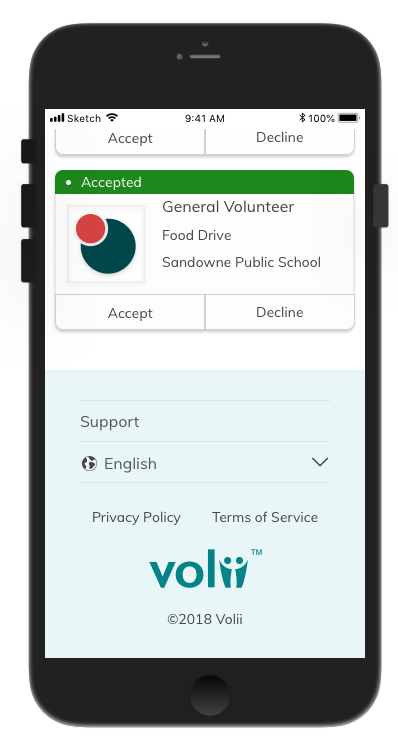 Sketch 9:41 AM 100%
Accept Decline
Accepted
General Volunteer
Food Drive
Sandowne Public School
Accept Decline
Support
English
Privacy Policy Terms of Service
volii™
©2018 Volii